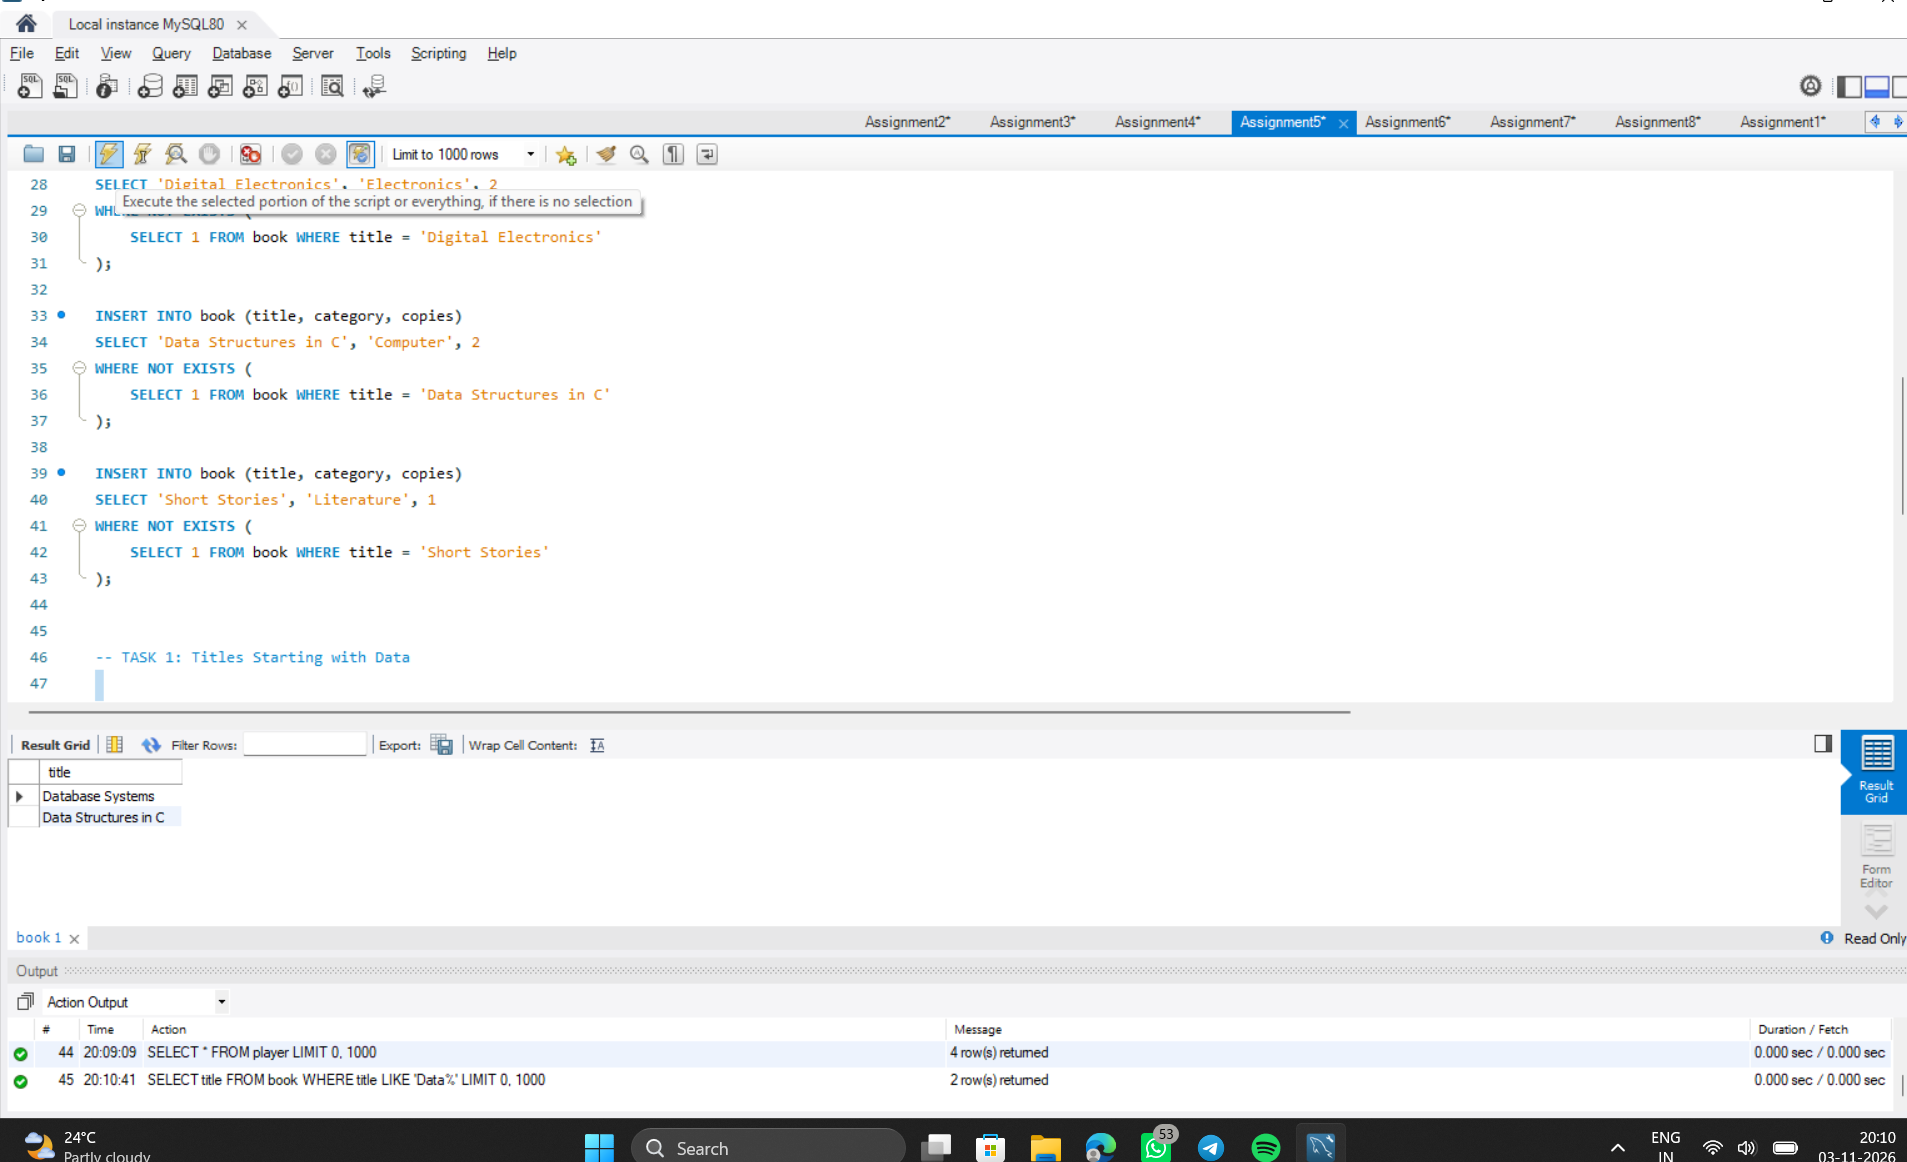 Local instance MySQL80
File Edit View Query Database Server Tools Scripting Help
Assignment2* Assignment3* Assignment4* Assignment5* Assignment6* Assignment7* Assignment8* Assignment1*
Limit to 1000 rows
28 SELECT 'Digital Electronics', 'Electronics', 2
Execute the selected portion of the script or everything, if there is no selection
29 WHERE NOT EXISTS (
30 SELECT 1 FROM book WHERE title = 'Digital Electronics'
31 );
32
33 INSERT INTO book (title, category, copies)
34 SELECT 'Data Structures in C', 'Computer', 2
35 WHERE NOT EXISTS (
36 SELECT 1 FROM book WHERE title = 'Data Structures in C'
37 );
38
39 INSERT INTO book (title, category, copies)
40 SELECT 'Short Stories', 'Literature', 1
41 WHERE NOT EXISTS (
42 SELECT 1 FROM book WHERE title = 'Short Stories'
43 );
44
45
46 -- TASK 1: Titles Starting with Data
47
Result Grid Filter Rows: Export: Wrap Cell Content:
title
Database Systems
Data Structures in C
Result Grid
Form Editor
book 1 Read Only
Output
Action Output
# Time Action Message Duration / Fetch
44 20:09:09 SELECT * FROM player LIMIT 0, 1000 4 row(s) returned 0.000 sec / 0.000 sec
45 20:10:41 SELECT title FROM book WHERE title LIKE 'Data%' LIMIT 0, 1000 2 row(s) returned 0.000 sec / 0.000 sec
24°C
Partly cloudy
Search
53
ENG
IN
20:10
03-11-2026